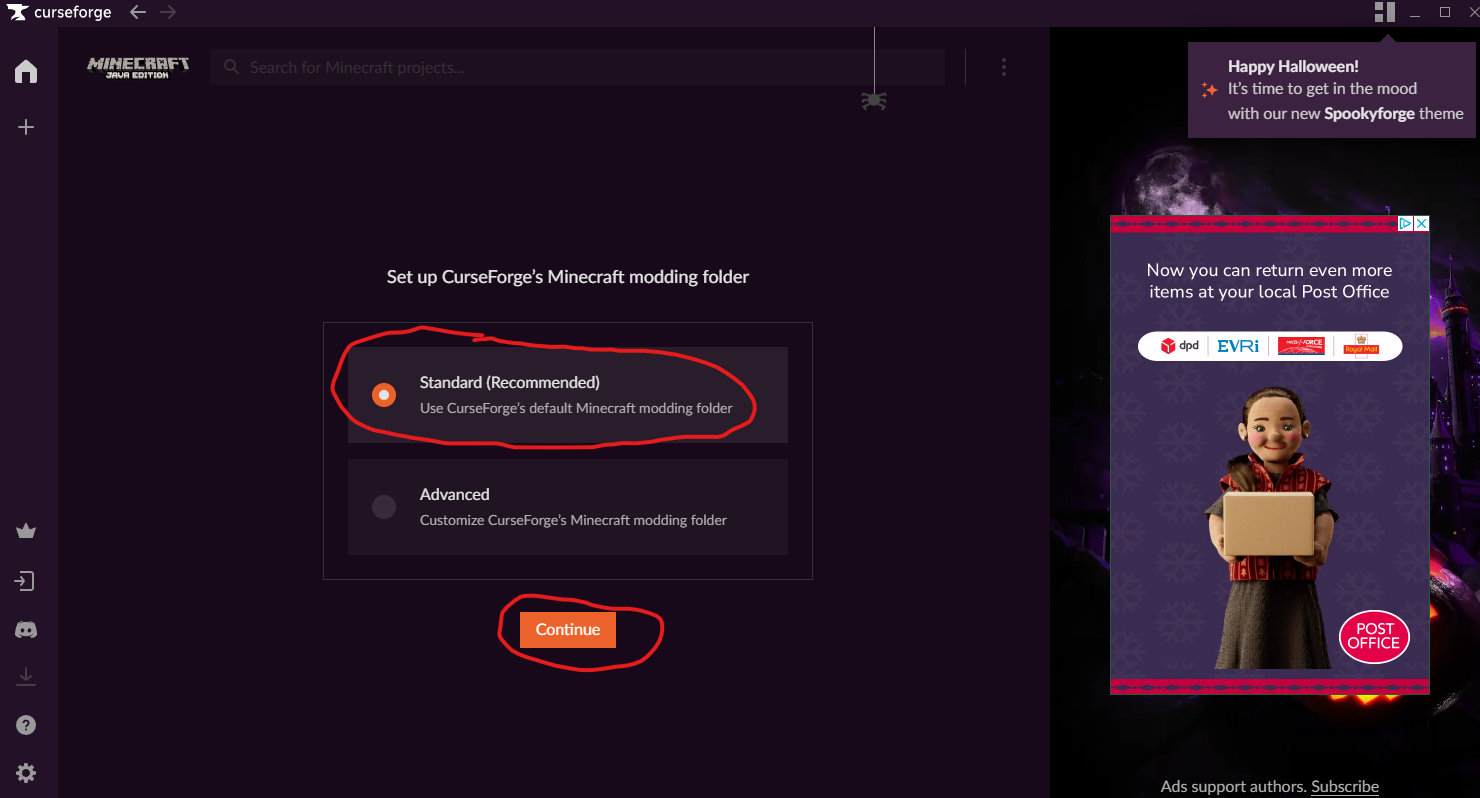 curseforge
MINECRAFT
JAVA EDITION
Search for Minecraft projects...
Happy Halloween!
It's time to get in the mood
with our new Spookyforge theme
Set up CurseForge's Minecraft modding folder
Standard (Recommended)
Use CurseForge's default Minecraft modding folder
Advanced
Customize CurseForge's Minecraft modding folder
Continue
Now you can return even more
items at your local Post Office
dpd
EVRi
PARCELFORCE
Royal Mail
POST
OFFICE
Ads support authors. Subscribe